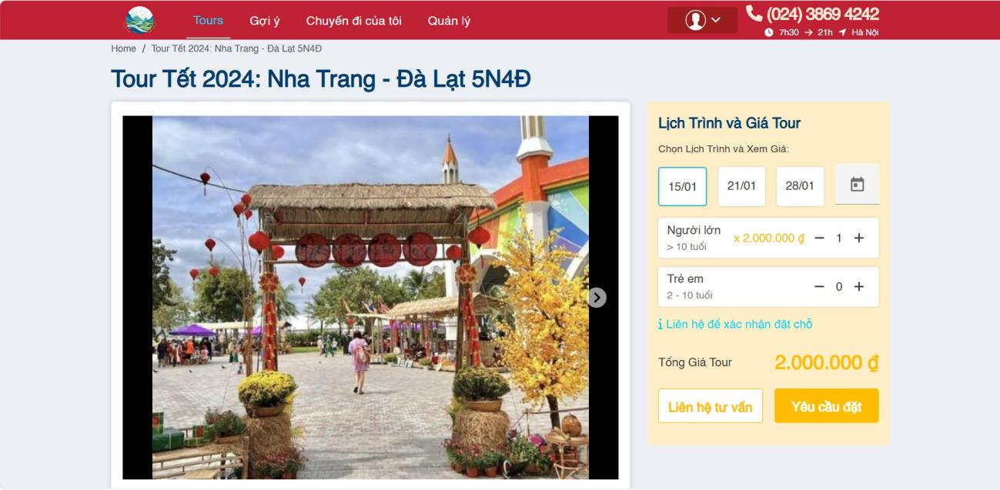 Tours Gợi ý Chuyến đi của tôi Quản lý
(024) 3869 4242
7h30 → 21h Hà Nội
Home / Tour Tết 2024: Nha Trang - Đà Lạt 5N4Đ
Tour Tết 2024: Nha Trang - Đà Lạt 5N4Đ
Lịch Trình và Giá Tour
Chọn Lịch Trình và Xem Giá:
15/01 21/01 28/01
Người lớn x 2.000.000 ₫ − 1 +
> 10 tuổi
Trẻ em − 0 +
2 - 10 tuổi
Liên hệ để xác nhận đặt chỗ
Tổng Giá Tour 2.000.000 ₫
Liên hệ tư vấn Yêu cầu đặt